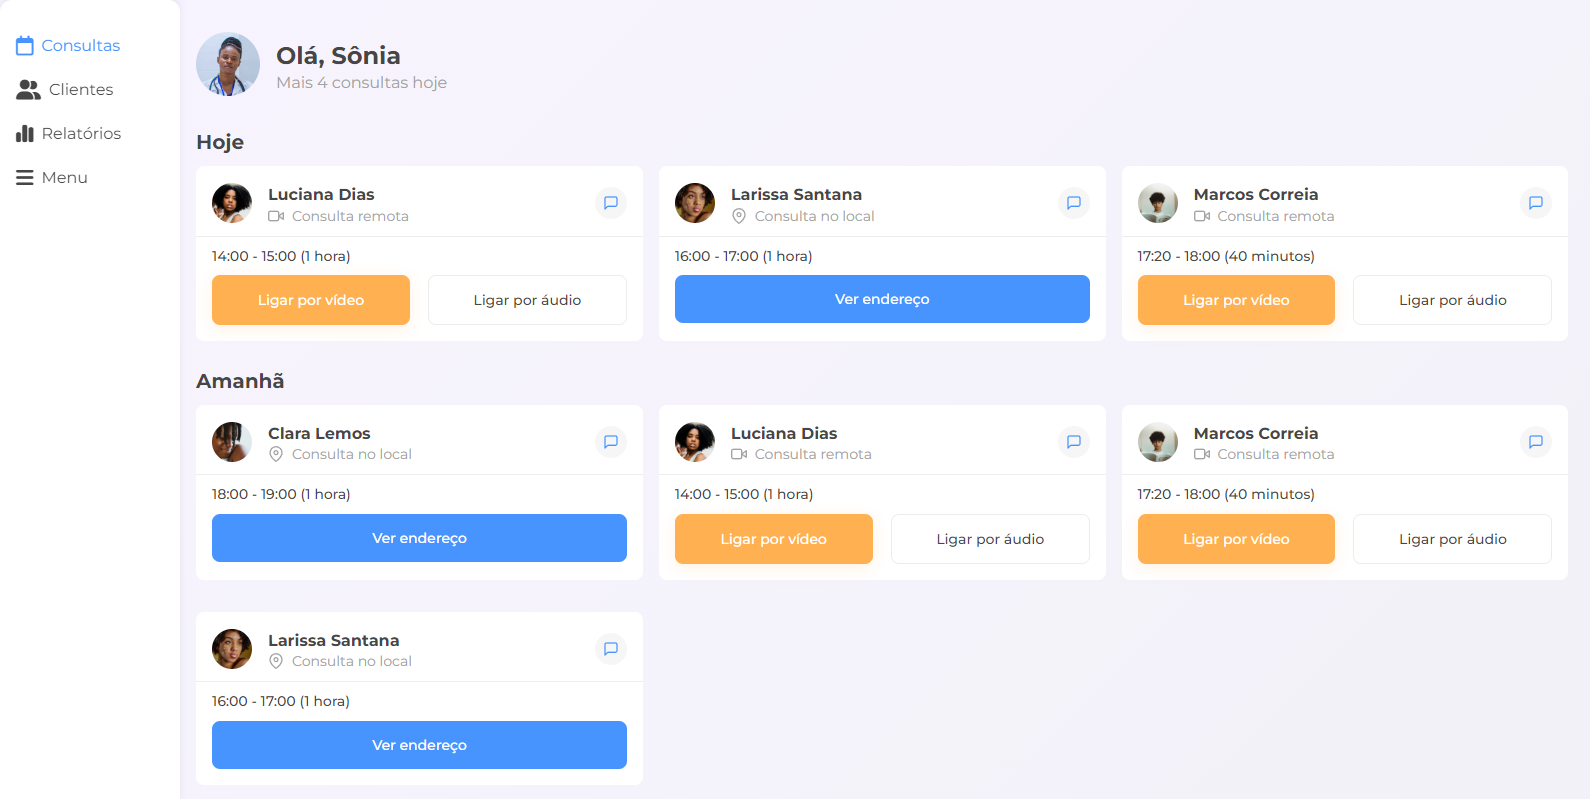 Consultas
Clientes
Relatórios
Menu
Olá, Sônia
Mais 4 consultas hoje
Hoje
Luciana Dias
Consulta remota
14:00 - 15:00 (1 hora)
Ligar por vídeo
Ligar por áudio
Larissa Santana
Consulta no local
16:00 - 17:00 (1 hora)
Ver endereço
Marcos Correia
Consulta remota
17:20 - 18:00 (40 minutos)
Ligar por vídeo
Ligar por áudio
Amanhã
Clara Lemos
Consulta no local
18:00 - 19:00 (1 hora)
Ver endereço
Luciana Dias
Consulta remota
14:00 - 15:00 (1 hora)
Ligar por vídeo
Ligar por áudio
Marcos Correia
Consulta remota
17:20 - 18:00 (40 minutos)
Ligar por vídeo
Ligar por áudio
Larissa Santana
Consulta no local
16:00 - 17:00 (1 hora)
Ver endereço